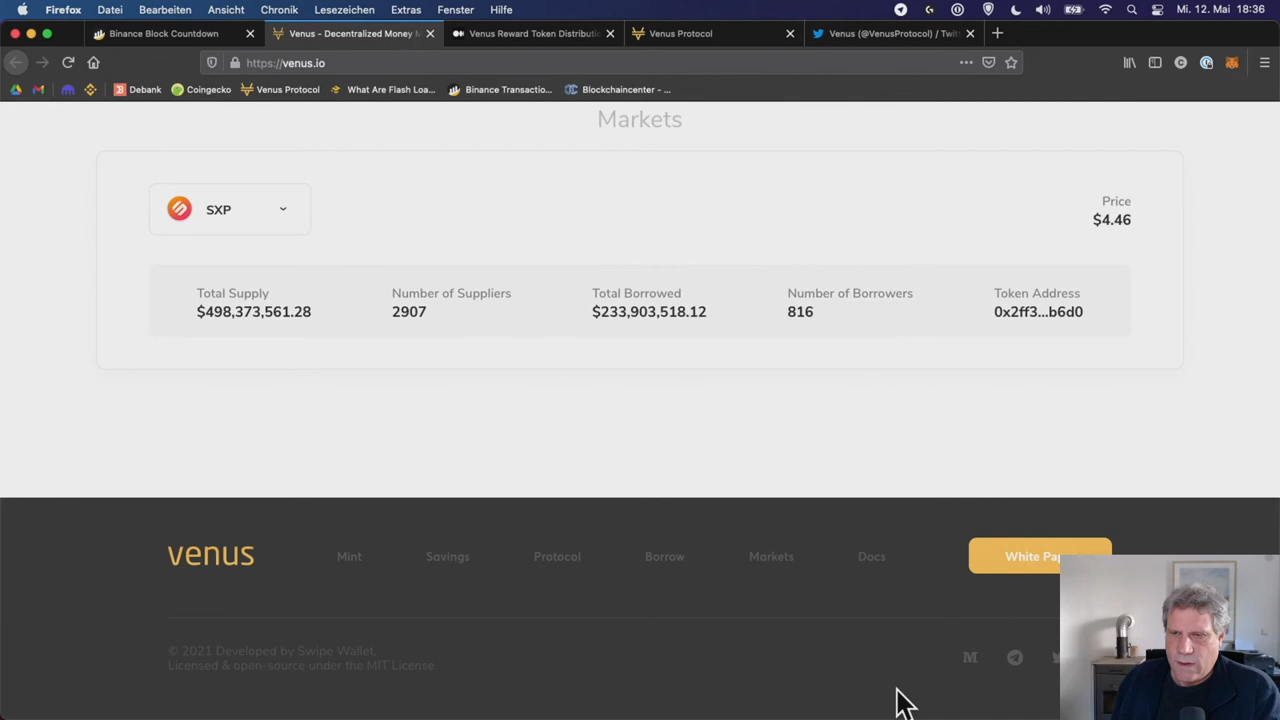 Firefox Datei Bearbeiten Ansicht Chronik Lesezeichen Extras Fenster Hilfe Mi. 12. Mai 18:36
Binance Block Countdown Venus - Decentralized Money M Venus Reward Token Distributi Venus Protocol Venus (@VenusProtocol) / Twit
https://venus.io
Debank Coingecko Venus Protocol What Are Flash Loa... Binance Transactio... Blockchaincenter - ...
Markets
SXP
Price
$4.46
Total Supply Number of Suppliers Total Borrowed Number of Borrowers Token Address
$498,373,561.28 2907 $233,903,518.12 816 0x2ff3...b6d0
venus Mint Savings Protocol Borrow Markets Docs White Pap
© 2021 Developed by Swipe Wallet,
Licensed & open-source under the MIT License